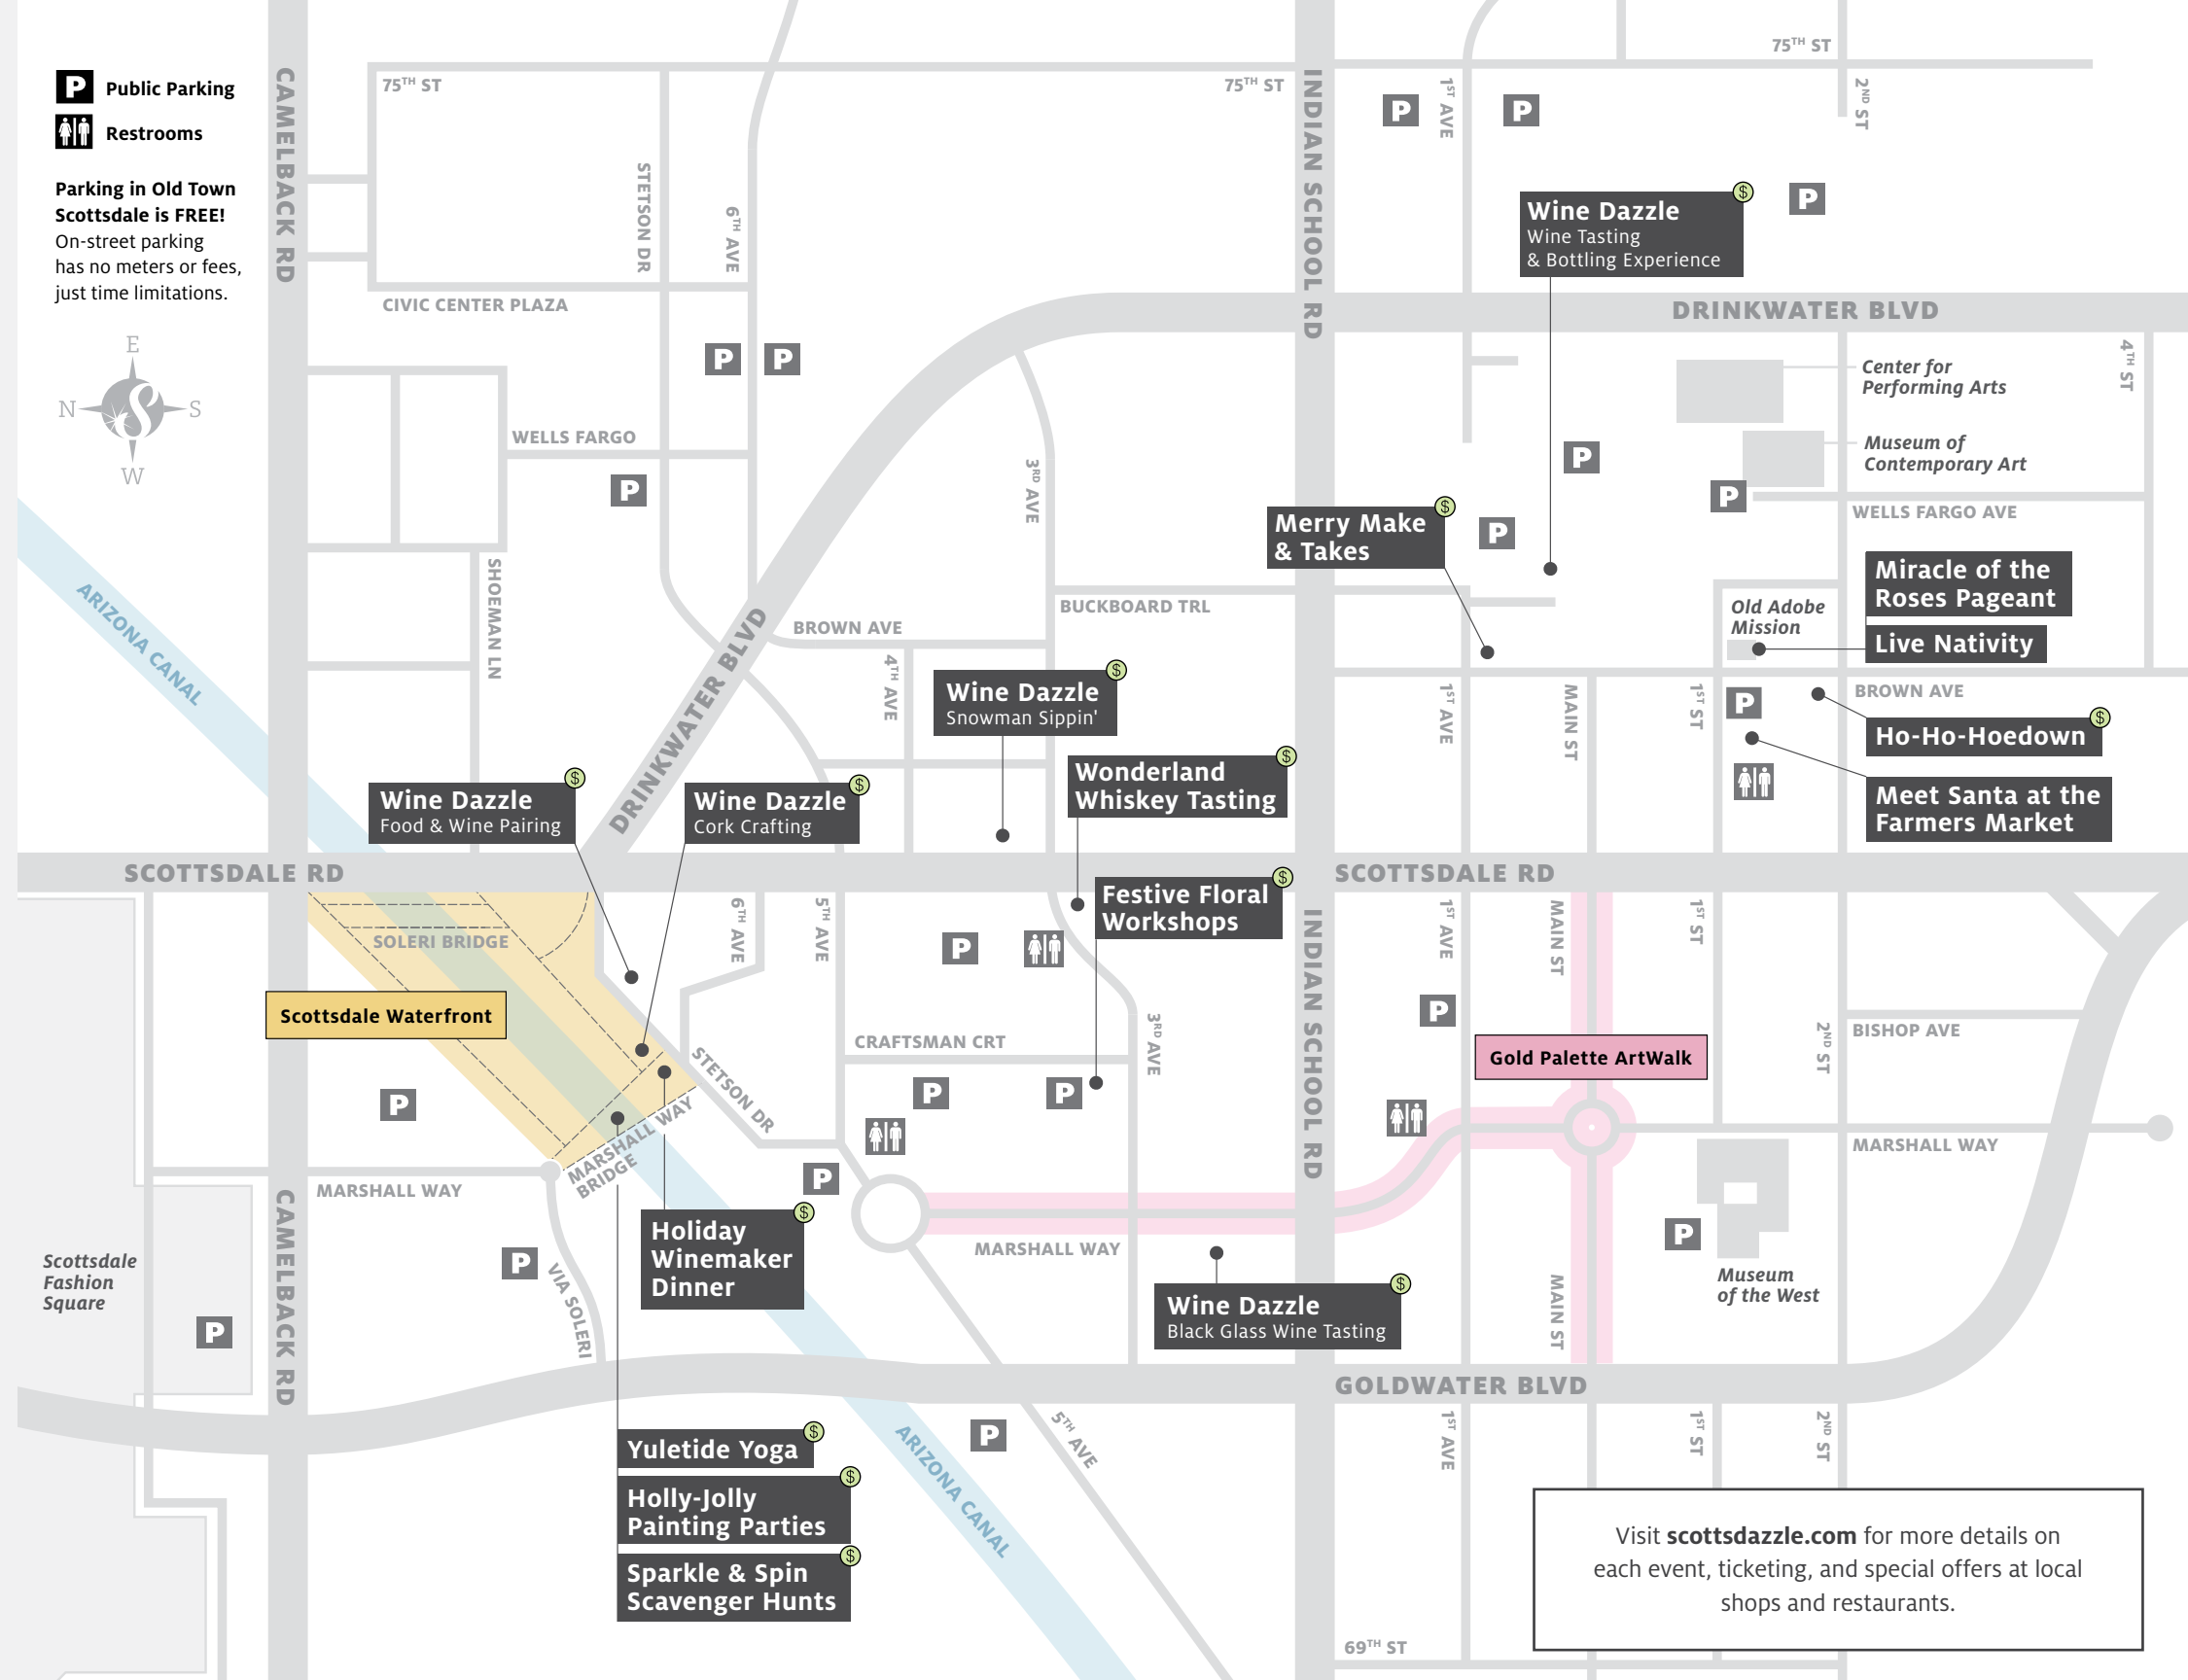 P Public Parking
Restrooms
Parking in Old Town
Scottsdale is FREE!
On-street parking
has no meters or fees,
just time limitations.
E
N
S
W
CAMELBACK RD
75TH ST
75TH ST
75TH ST
STETSON DR
6TH AVE
CIVIC CENTER PLAZA
WELLS FARGO
SHOEMAN LN
INDIAN SCHOOL RD
1ST AVE
2ND ST
P
P
P
Wine Dazzle
$
Wine Tasting
& Bottling Experience
DRINKWATER BLVD
4TH ST
Center for
Performing Arts
Museum of
Contemporary Art
WELLS FARGO AVE
P
P
P
P
P
P
3RD AVE
Merry Make
& Takes
$
BUCKBOARD TRL
BROWN AVE
4TH AVE
DRINKWATER BLVD
ARIZONA CANAL
Old Adobe
Mission
Miracle of the
Roses Pageant
Live Nativity
BROWN AVE
Ho-Ho-Hoedown
$
Meet Santa at the
Farmers Market
P
1ST AVE
MAIN ST
1ST ST
Wine Dazzle
$
Snowman Sippin'
Wonderland
Whiskey Tasting
$
Wine Dazzle
$
Food & Wine Pairing
Wine Dazzle
$
Cork Crafting
SCOTTSDALE RD
SCOTTSDALE RD
Festive Floral
Workshops
$
SOLERI BRIDGE
Scottsdale Waterfront
6TH AVE
5TH AVE
P
P
P
P
P
CRAFTSMAN CRT
3RD AVE
STETSON DR
MARSHALL WAY
BRIDGE
INDIAN SCHOOL RD
1ST AVE
MAIN ST
1ST ST
P
Gold Palette ArtWalk
2ND ST
BISHOP AVE
MARSHALL WAY
MARSHALL WAY
MARSHALL WAY
CAMELBACK RD
Scottsdale
Fashion
Square
P
P
VIA SOLERI
Holiday
Winemaker
Dinner
$
Wine Dazzle
$
Black Glass Wine Tasting
MAIN ST
P
Museum
of the West
GOLDWATER BLVD
Yuletide Yoga
$
Holly-Jolly
Painting Parties
$
Sparkle & Spin
Scavenger Hunts
$
ARIZONA CANAL
P
5TH AVE
1ST AVE
1ST ST
2ND ST
69TH ST
Visit scottsdazzle.com for more details on
each event, ticketing, and special offers at local
shops and restaurants.